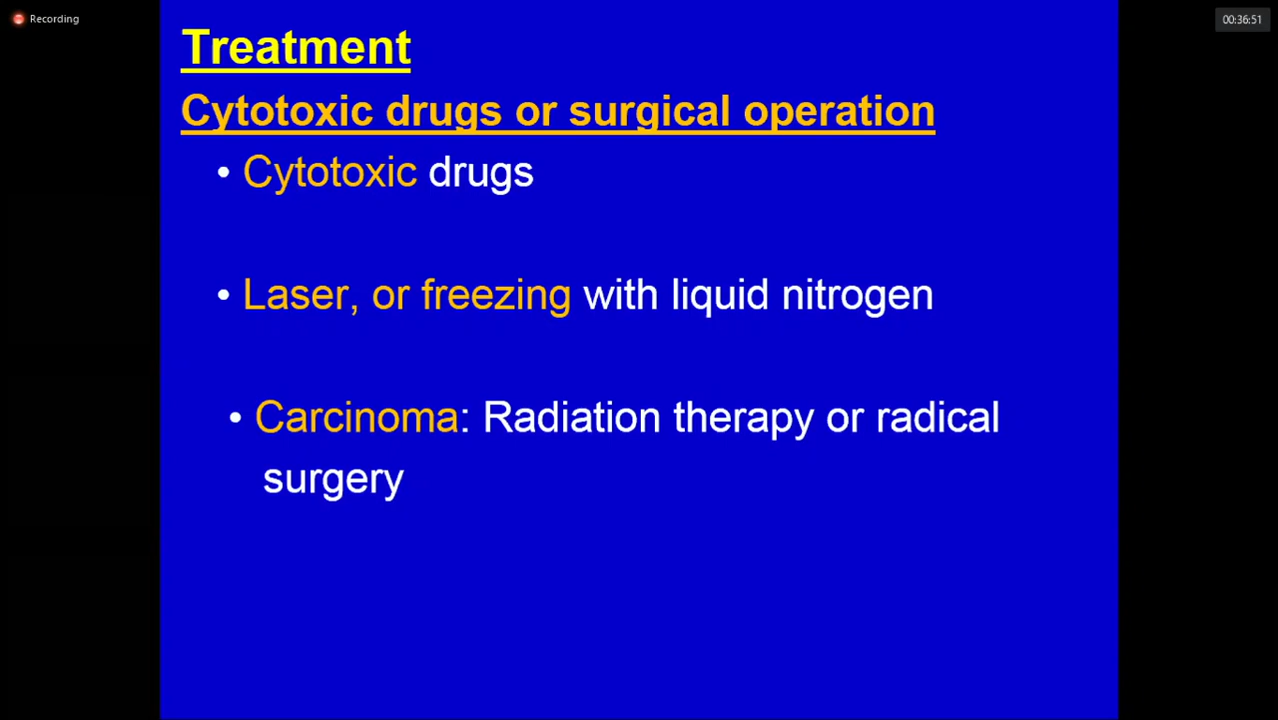 Recording
00:36:51
Treatment
Cytotoxic drugs or surgical operation
• Cytotoxic drugs
• Laser, or freezing with liquid nitrogen
• Carcinoma: Radiation therapy or radical
surgery